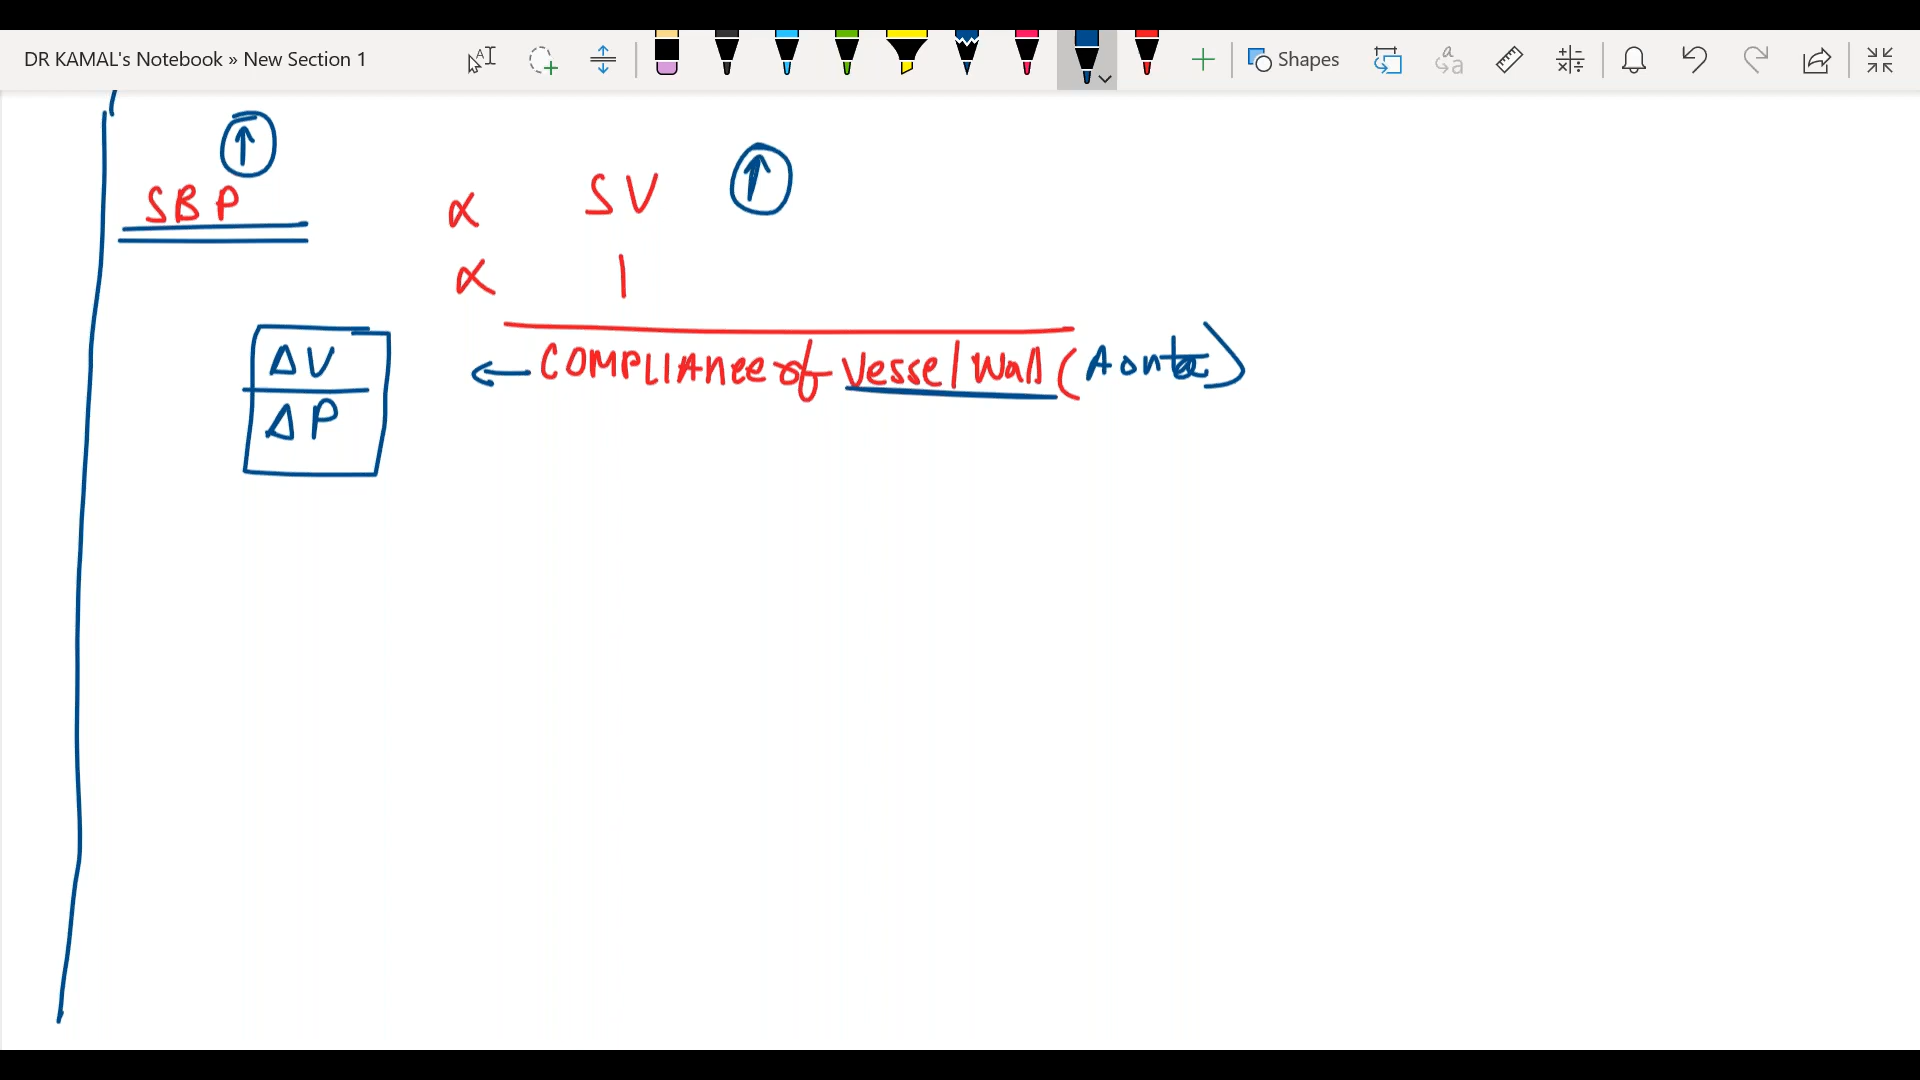 DR KAMAL's Notebook » New Section 1
Shapes
↑
SBP ∝ SV ↑
∝ 1
ΔV ← COMPLIAnce of Vessel Wall (Aorta)
ΔP